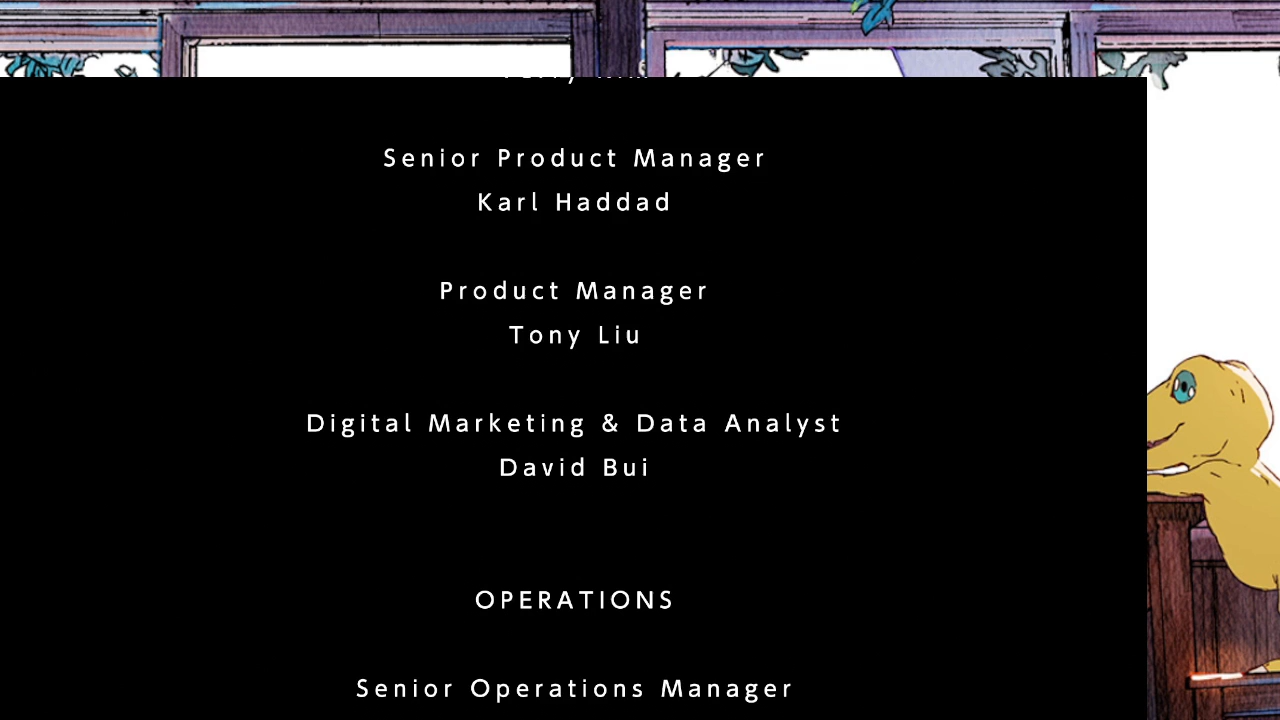 Senior Product Manager
Karl Haddad
Product Manager
Tony Liu
Digital Marketing & Data Analyst
David Bui
OPERATIONS
Senior Operations Manager